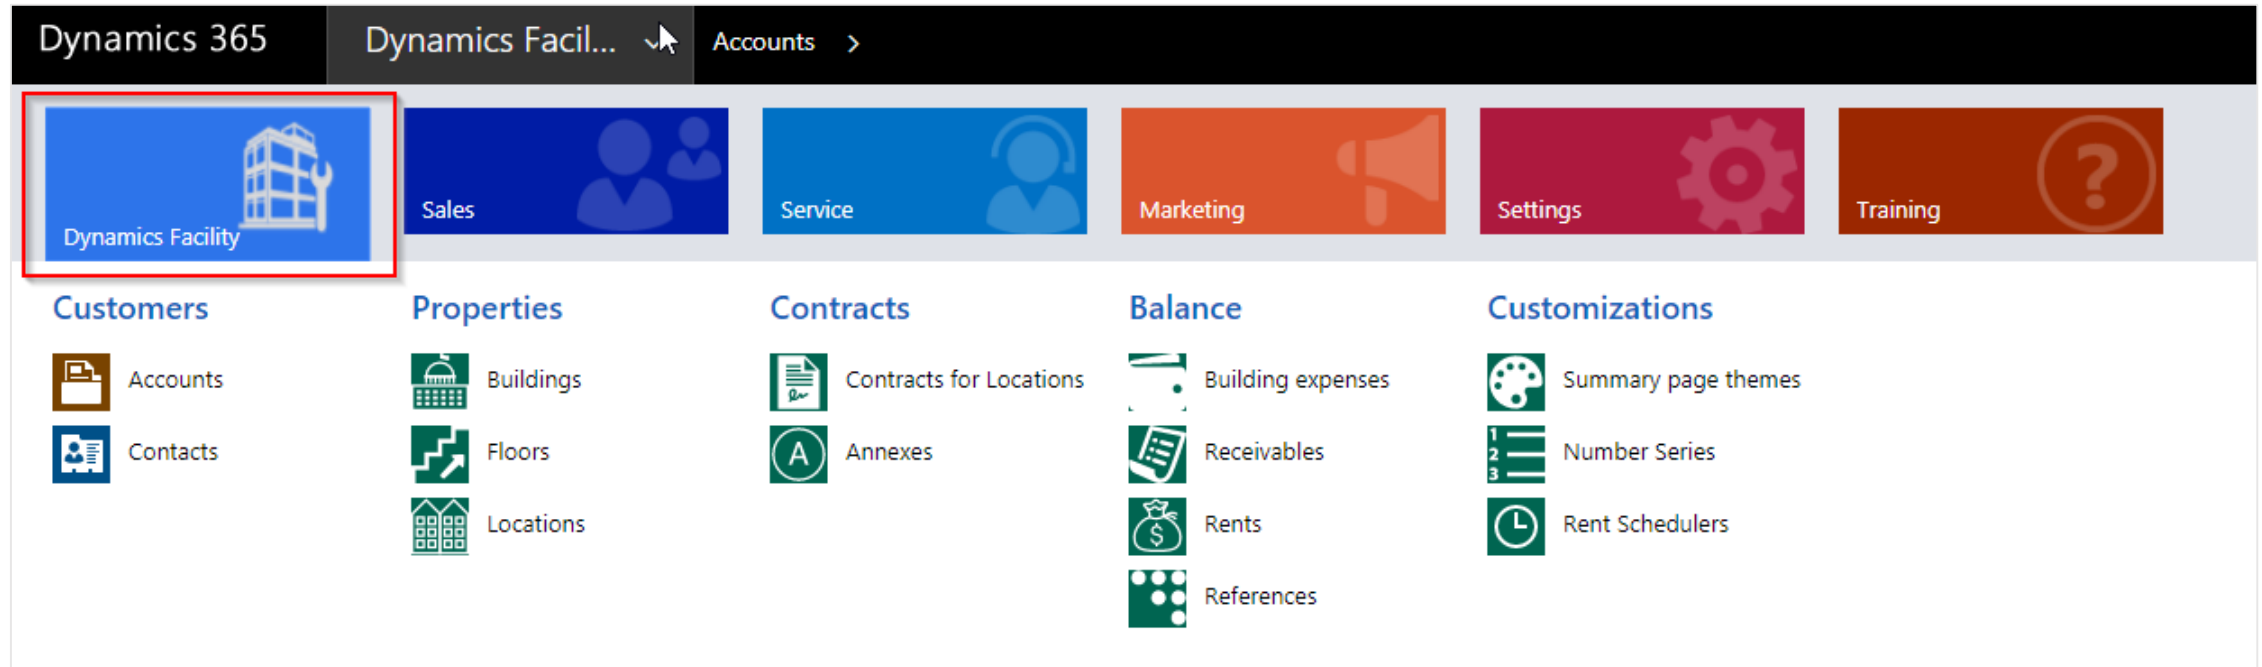 Dynamics 365 Dynamics Facil... Accounts
Dynamics Facility
Sales
Service
Marketing
Settings
Training
Customers
Accounts
Contacts
Properties
Buildings
Floors
Locations
Contracts
Contracts for Locations
Annexes
Balance
Building expenses
Receivables
Rents
References
Customizations
Summary page themes
Number Series
Rent Schedulers